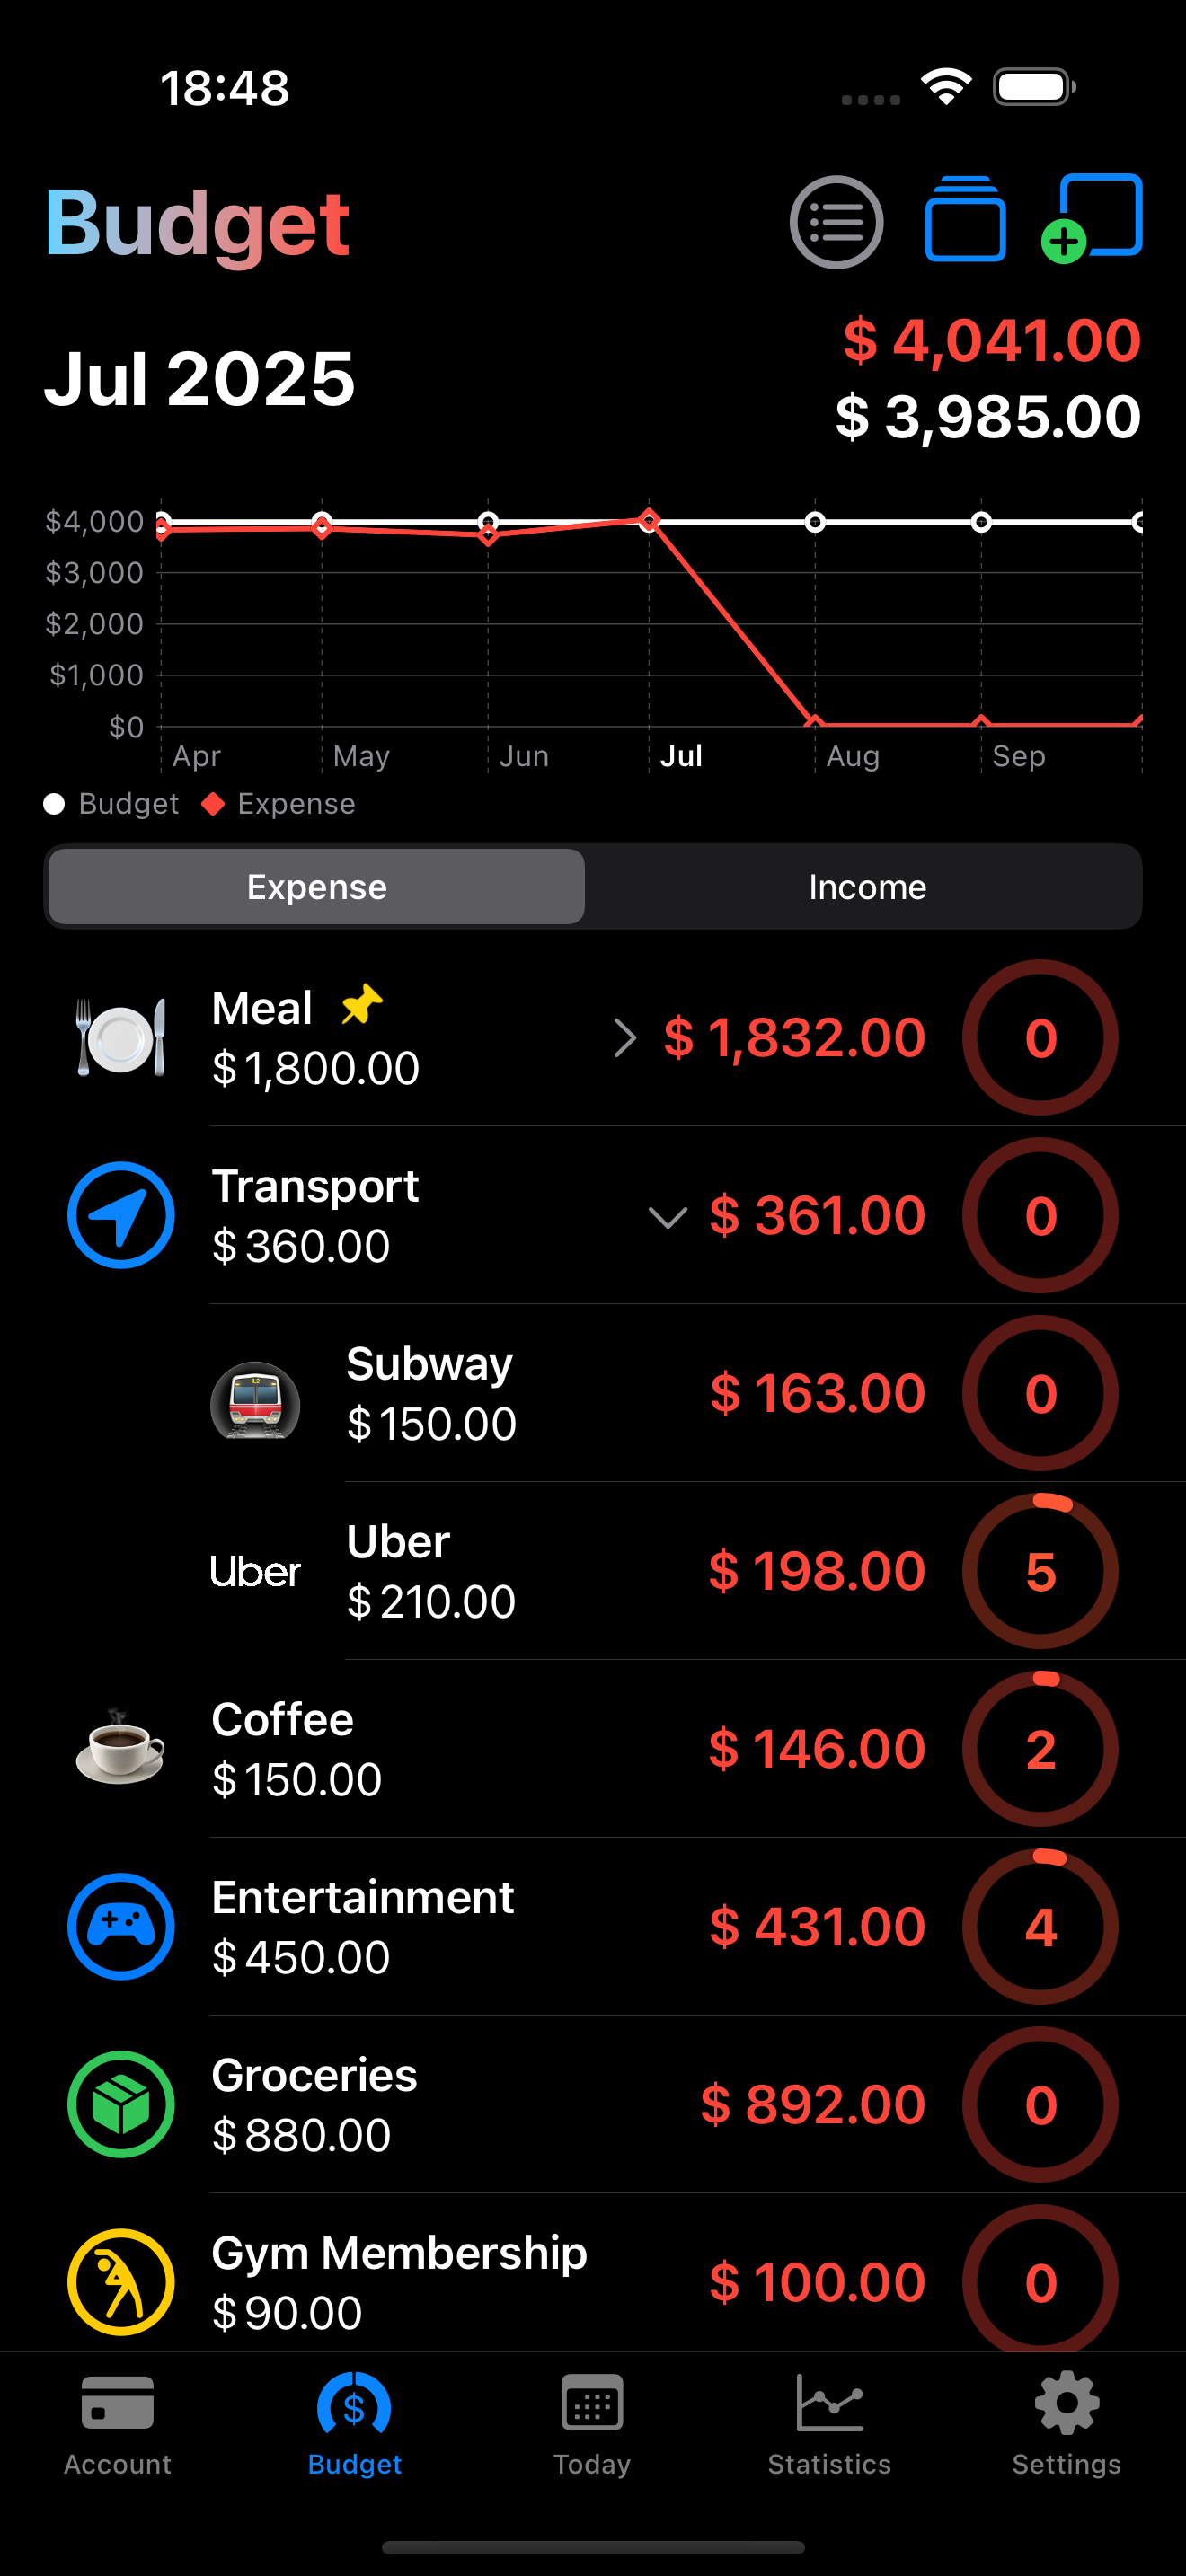 18:48
Budget
$ 4,041.00
Jul 2025
$ 3,985.00
$4,000
$3,000
$2,000
$1,000
$0
Apr May Jun Jul Aug Sep
Budget Expense
Expense Income
Meal
$ 1,800.00
$ 1,832.00
0
Transport
$ 360.00
$ 361.00
0
Subway
$ 150.00
$ 163.00
0
Uber
Uber
$ 210.00
$ 198.00
5
Coffee
$ 150.00
$ 146.00
2
Entertainment
$ 450.00
$ 431.00
4
Groceries
$ 880.00
$ 892.00
0
Gym Membership
$ 90.00
$ 100.00
0
$
Account Budget Today Statistics Settings